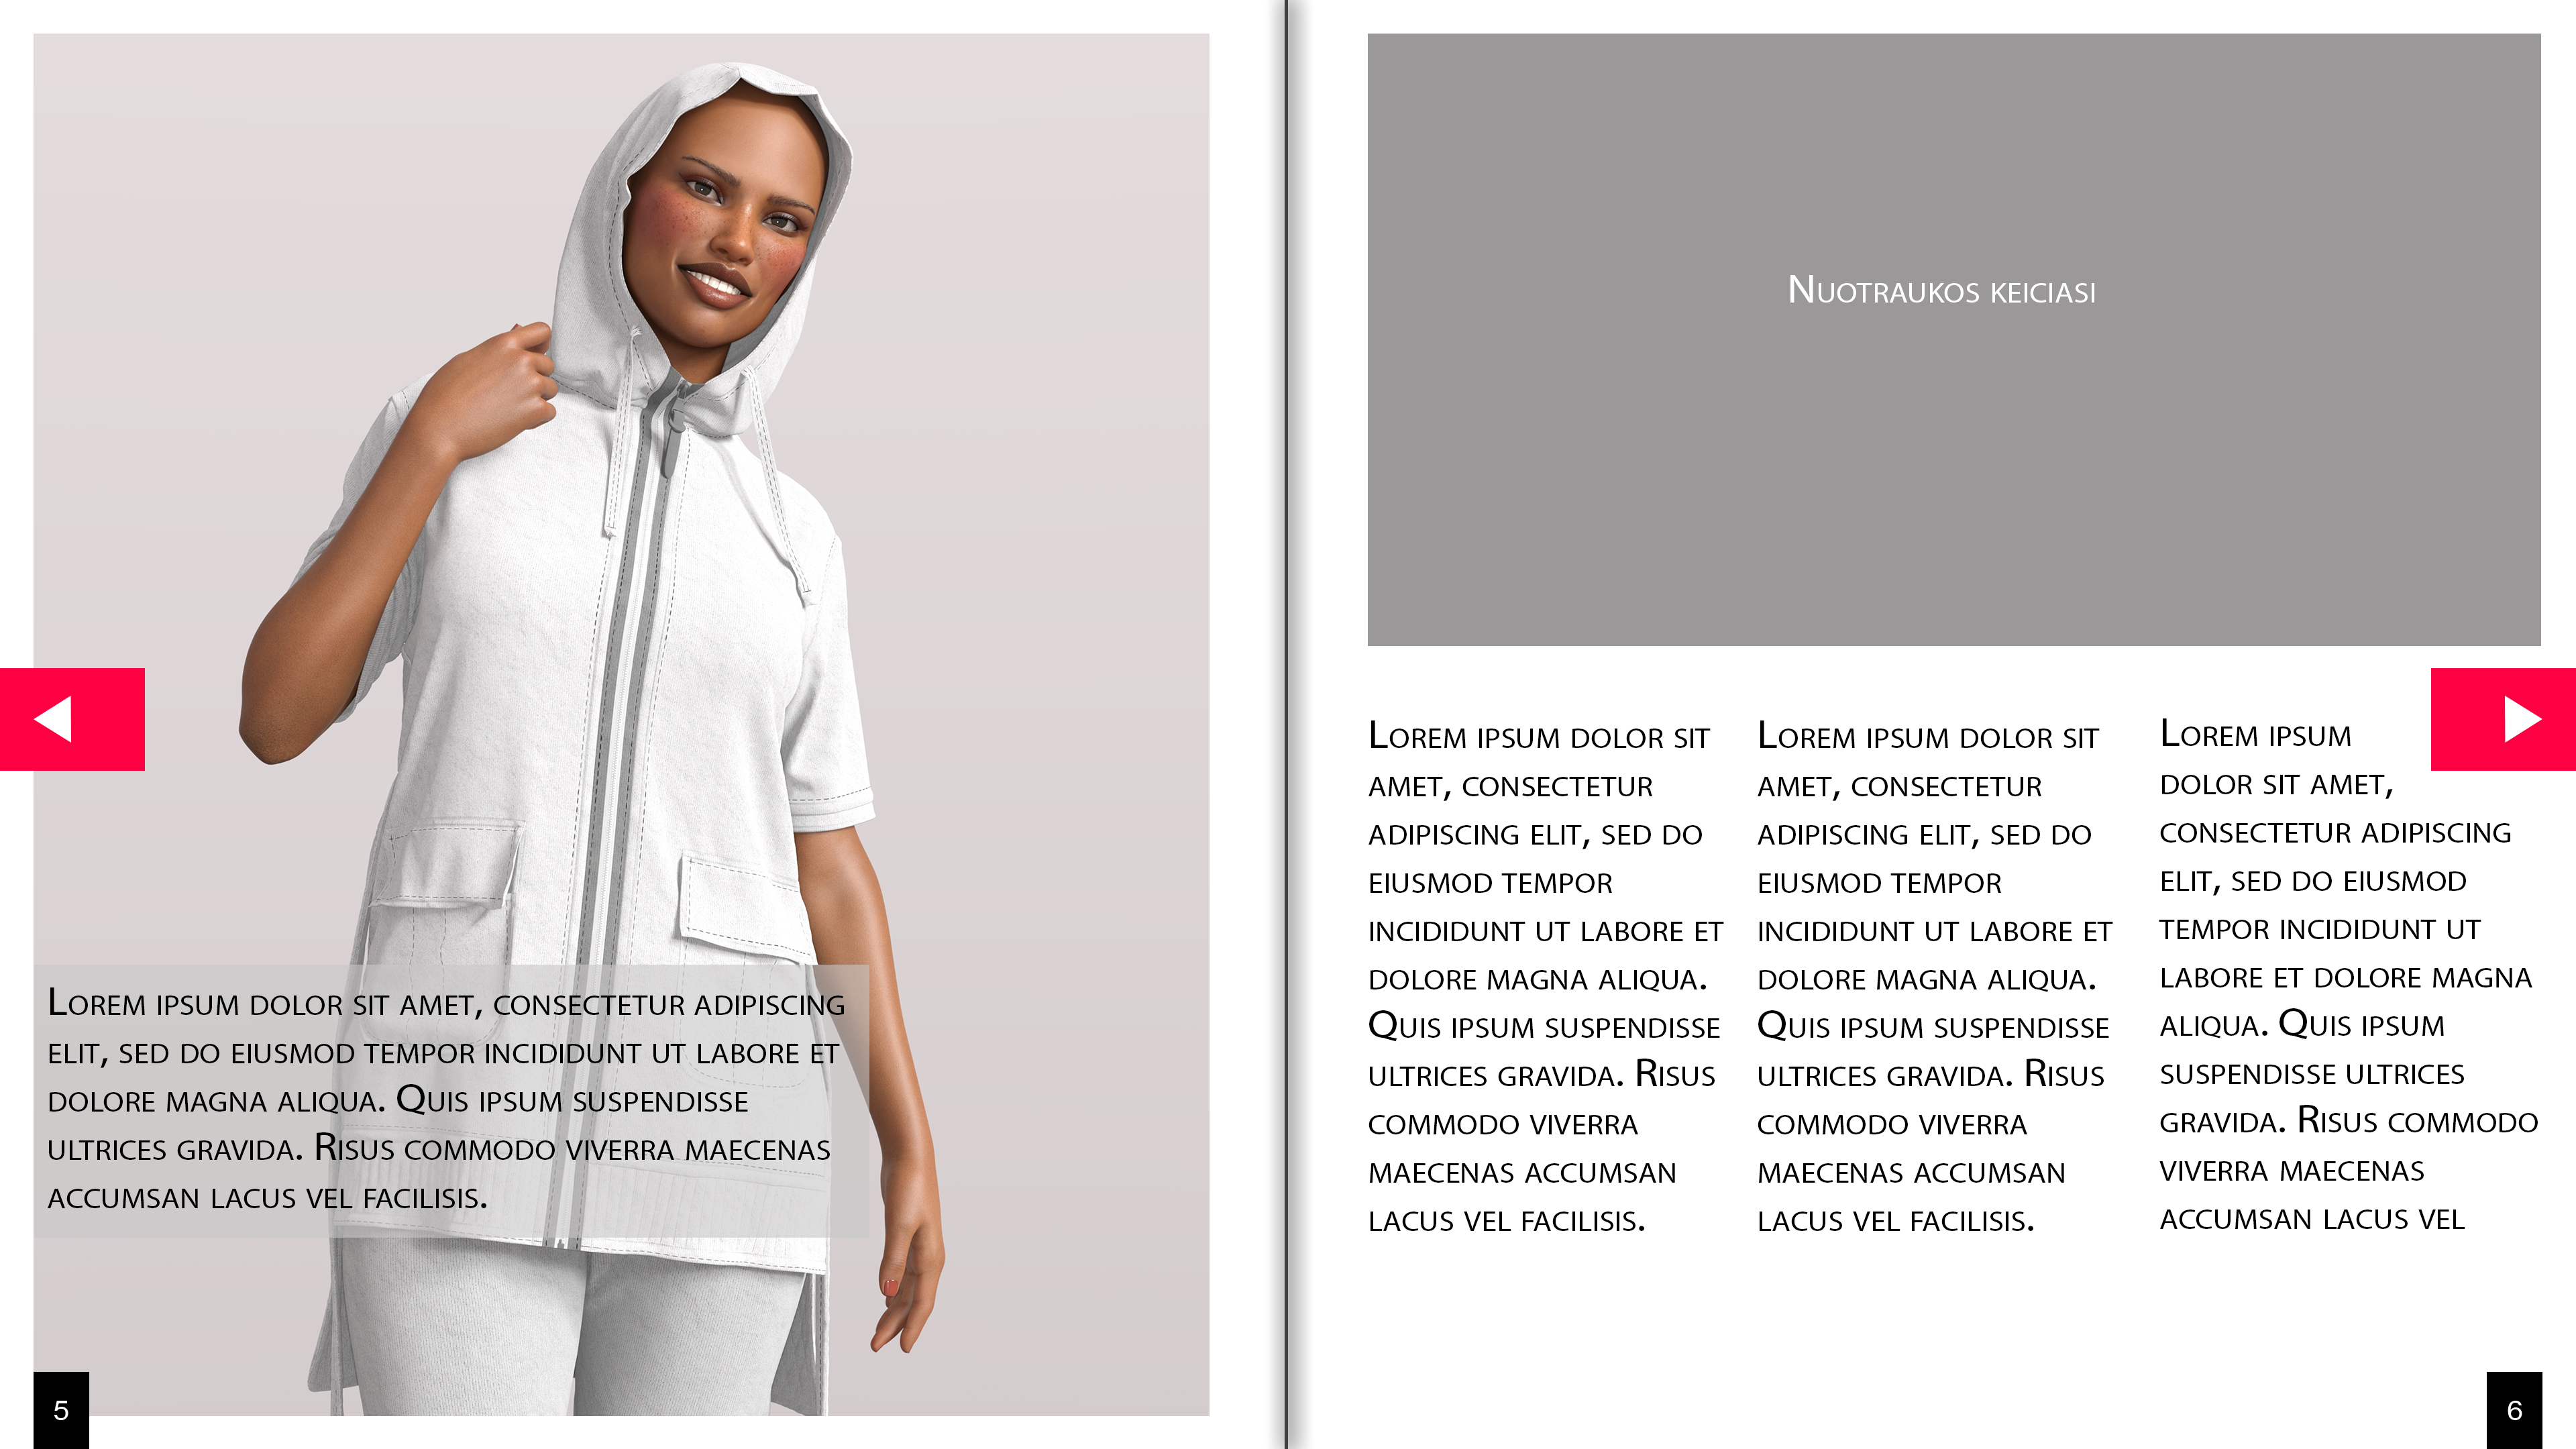 Lorem ipsum dolor sit amet, consectetur adipiscing
elit, sed do eiusmod tempor incididunt ut labore et
dolore magna aliqua. Quis ipsum suspendisse
ultrices gravida. Risus commodo viverra maecenas
accumsan lacus vel facilisis.
5
Nuotraukos keiciasi
Lorem ipsum dolor sit
amet, consectetur
adipiscing elit, sed do
eiusmod tempor
incididunt ut labore et
dolore magna aliqua.
Quis ipsum suspendisse
ultrices gravida. Risus
commodo viverra
maecenas accumsan
lacus vel facilisis.
Lorem ipsum dolor sit
amet, consectetur
adipiscing elit, sed do
eiusmod tempor
incididunt ut labore et
dolore magna aliqua.
Quis ipsum suspendisse
ultrices gravida. Risus
commodo viverra
maecenas accumsan
lacus vel facilisis.
Lorem ipsum
dolor sit amet,
consectetur adipiscing
elit, sed do eiusmod
tempor incididunt ut
labore et dolore magna
aliqua. Quis ipsum
suspendisse ultrices
gravida. Risus commodo
viverra maecenas
accumsan lacus vel
6